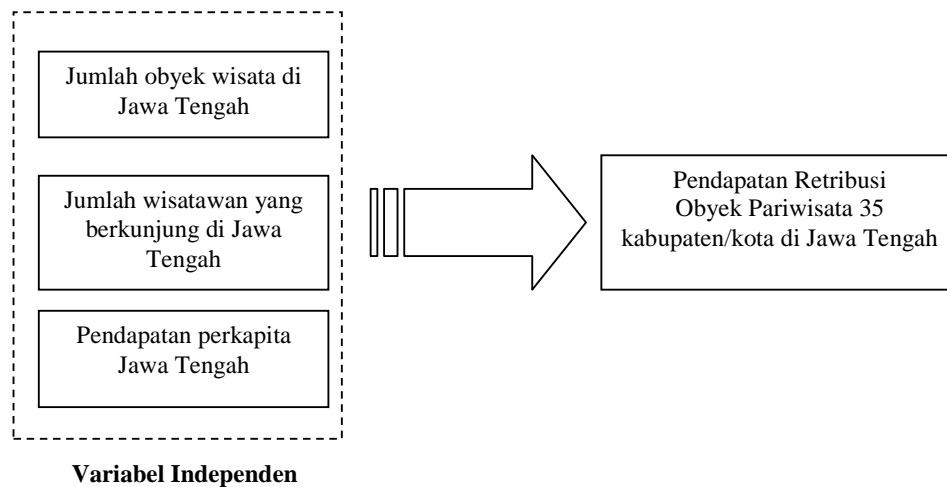 Jumlah obyek wisata di
Jawa Tengah
Jumlah wisatawan yang
berkunjung di Jawa
Tengah
Pendapatan perkapita
Jawa Tengah
Variabel Independen
Pendapatan Retribusi
Obyek Pariwisata 35
kabupaten/kota di Jawa Tengah